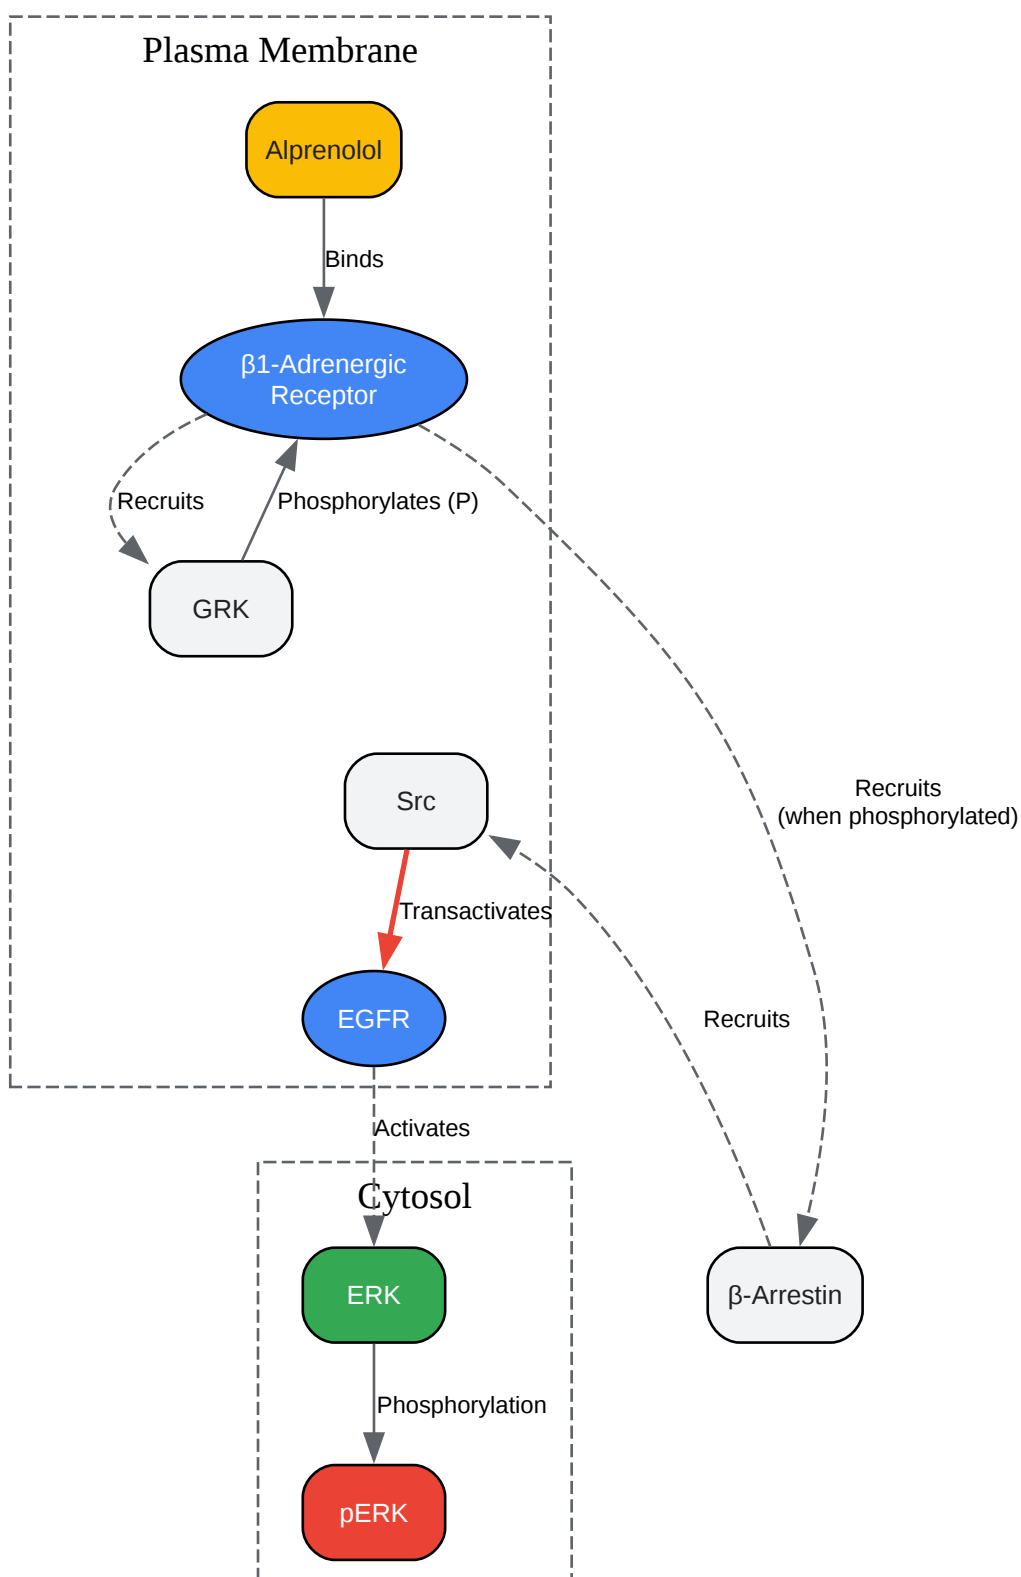 Plasma Membrane
Alprenolol
Binds
β1-Adrenergic
Receptor
Recruits
Phosphorylates (P)
GRK
Src
Recruits
(when phosphorylated)
Transactivates
EGFR
Recruits
Activates
Cytosol
ERK
β-Arrestin
Phosphorylation
pERK